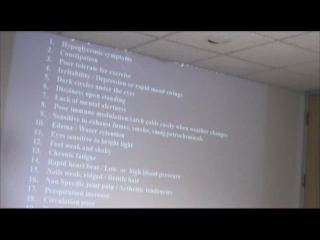 1. Hypoglycemic symptoms
2. Constipation
3. Poor tolerate for exercise
4. Irritability / Depression or rapid mood swings
5. Dark circles under the eyes
6. Dizziness upon standing
7. Lack of mental alertness
8. Poor immune modulation/catch colds easily when weather changes
9. Sensitive to exhaust fumes, smoke, smog, petrochemicals
10. Edema / Water retention
11. Eyes sensitive to bright light
12. Feel weak and shaky
13. Chronic fatigue
14. Rapid heart beat / Low or high blood pressure
15. Nails weak, ridged / Brittle hair
16. Non Specific joint pain / Arthritic tendencies
17. Perspiration increase
18. Circulation poor